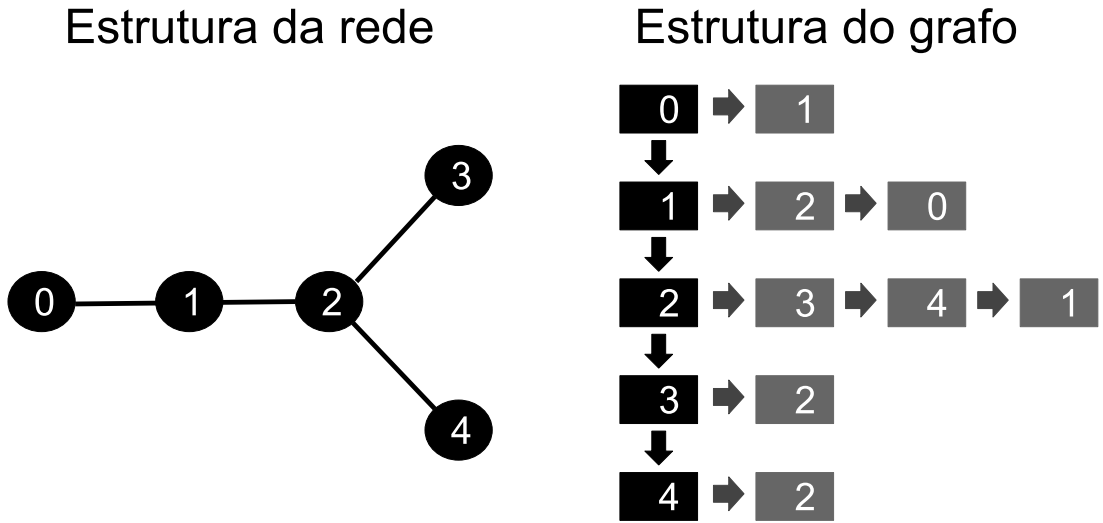 Estrutura da rede
3
0 1 2
4
Estrutura do grafo
0 1
1 2 0
2 3 4 1
3 2
4 2